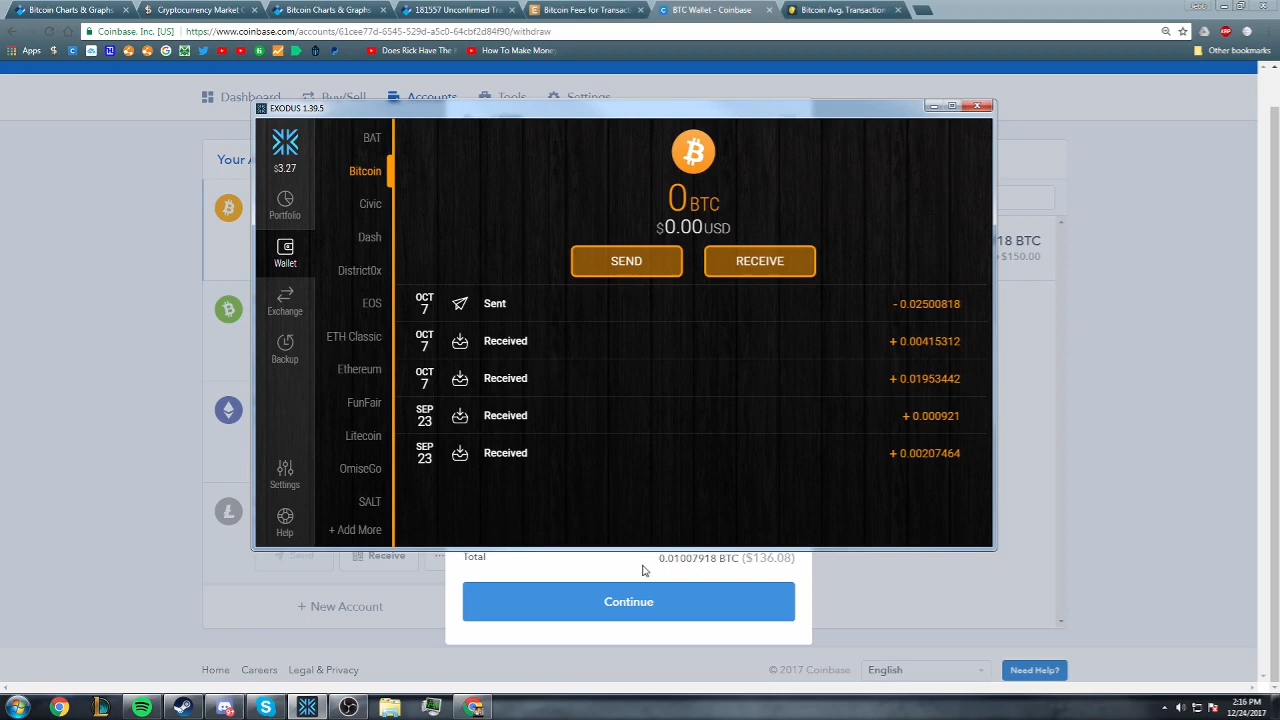 Bitcoin Charts & Graphs
Cryptocurrency Market C
Bitcoin Charts & Graphs
181557 Unconfirmed Tra
Bitcoin Fees for Transact
BTC Wallet - Coinbase
Bitcoin Avg. Transaction
Coinbase, Inc. [US]
https://www.coinbase.com/accounts/61cee77d-6545-529d-a5c0-64cbf2d84f90/withdraw
Apps
Does Rick Have The
How To Make Money
Other bookmarks
Dashboard
Buy/Sell
Accounts
Tools
Settings
EXODUS 1.39.5
Your A
$3.27
Portfolio
Wallet
Exchange
Backup
Settings
Help
BAT
Bitcoin
Civic
Dash
District0x
EOS
ETH Classic
Ethereum
FunFair
Litecoin
OmiseGo
SALT
+ Add More
0 BTC
$0.00 USD
SEND
RECEIVE
OCT 7
Sent
- 0.02500818
OCT 7
Received
+ 0.00415312
OCT 7
Received
+ 0.01953442
SEP 23
Received
+ 0.000921
SEP 23
Received
+ 0.00207464
18 BTC
≈ $150.00
Send
Receive
Total
0.01007918 BTC ($136.08)
Continue
+ New Account
Home
Careers
Legal & Privacy
© 2017 Coinbase
English
Need Help?
2:16 PM
12/24/2017